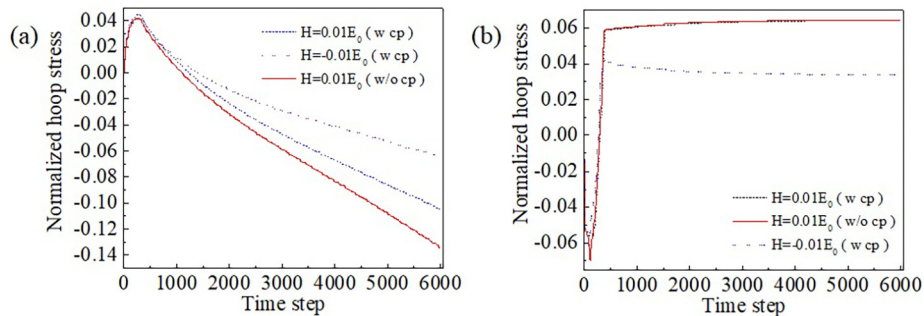 (a)
Normalized hoop stress
0.04
0.02
0.00
-0.02
-0.04
-0.06
-0.08
-0.10
-0.12
-0.14
H=0.01E₀ (w cp)
H=-0.01E₀ (w cp)
H=0.01E₀ (w/o cp)
0 1000 2000 3000 4000 5000 6000
Time step
(b)
Normalized hoop stress
0.06
0.04
0.02
0.00
-0.02
-0.04
-0.06
H=0.01E₀ ( w cp)
H=0.01E₀ ( w/o cp)
H=-0.01E₀ ( w cp)
0 1000 2000 3000 4000 5000 6000
Time step